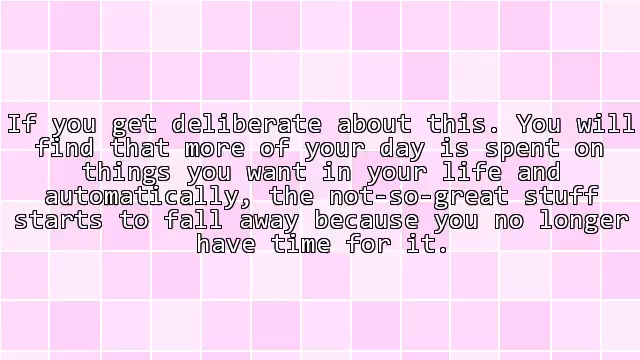 If you get deliberate about this. You will
find that more of your day is spent on
things you want in your life and
automatically, the not-so-great stuff
starts to fall away because you no longer
have time for it.